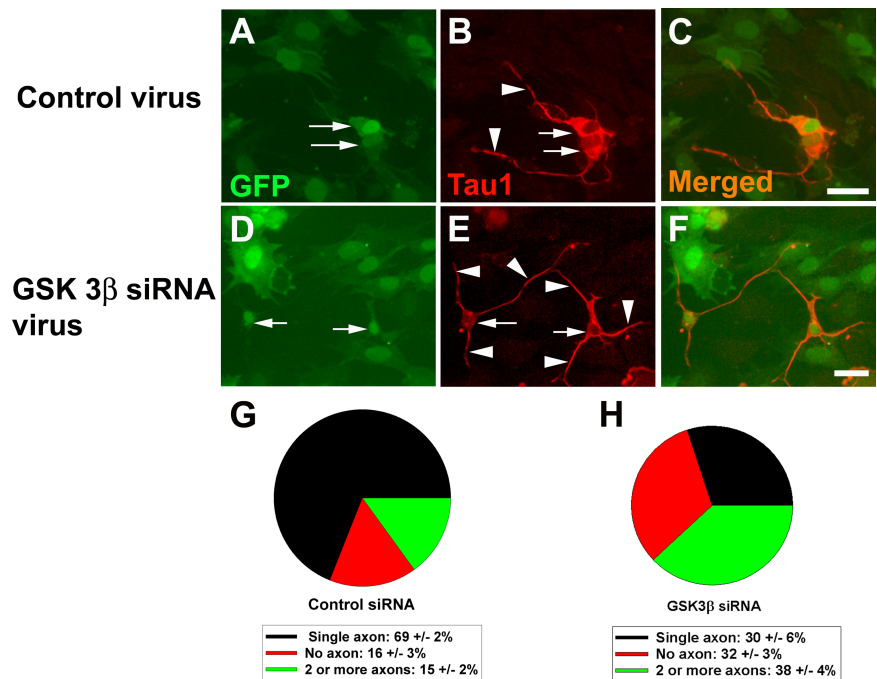 A
B
C
Control virus
GFP
Tau1
Merged
D
E
F
GSK 3β siRNA
virus
G
H
Control siRNA
GSK3β siRNA
Single axon: 69 +/- 2%
No axon: 16 +/- 3%
2 or more axons: 15 +/- 2%
Single axon: 30 +/- 6%
No axon: 32 +/- 3%
2 or more axons: 38 +/- 4%